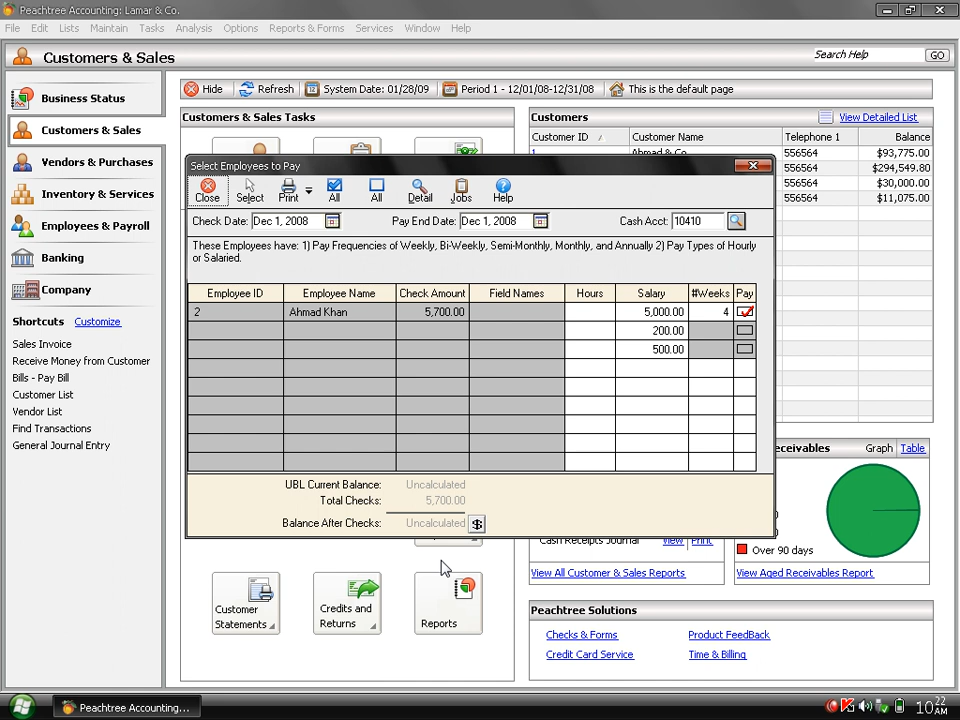 Peachtree Accounting: Lamar & Co.
File Edit Lists Maintain Tasks Analysis Options Reports & Forms Services Window Help
Customers & Sales
Search Help
GO
Business Status
Customers & Sales
Vendors & Purchases
Inventory & Services
Employees & Payroll
Banking
Company
Shortcuts Customize
Sales Invoice
Receive Money from Customer
Bills - Pay Bill
Customer List
Vendor List
Find Transactions
General Journal Entry
Hide Refresh System Date: 01/28/09 Period 1 - 12/01/08-12/31/08 This is the default page
Customers & Sales Tasks
Customers
View Detailed List
Customer ID Customer Name Telephone 1 Balance
1 Ahmad & Co. 556564 $93,775.00
556564 $294,549.80
556564 $30,000.00
556564 $11,075.00
Select Employees to Pay
Close Select Print All All Detail Jobs Help
Check Date: Dec 1, 2008 Pay End Date: Dec 1, 2008 Cash Acct: 10410
These Employees have: 1) Pay Frequencies of Weekly, Bi-Weekly, Semi-Monthly, Monthly, and Annually 2) Pay Types of Hourly
or Salaried.
Employee ID Employee Name Check Amount Field Names Hours Salary #Weeks Pay
2 Ahmad Khan 5,700.00 5,000.00 4
200.00
500.00
UBL Current Balance: Uncalculated
Total Checks: 5,700.00
Balance After Checks: Uncalculated $
eceivables Graph Table
Over 90 days
Cash Receipts Journal View Print
View All Customer & Sales Reports
View Aged Receivables Report
Customer
Statements
Credits and
Returns
Reports
Peachtree Solutions
Checks & Forms
Product FeedBack
Credit Card Service
Time & Billing
Peachtree Accounting...
10:22 AM